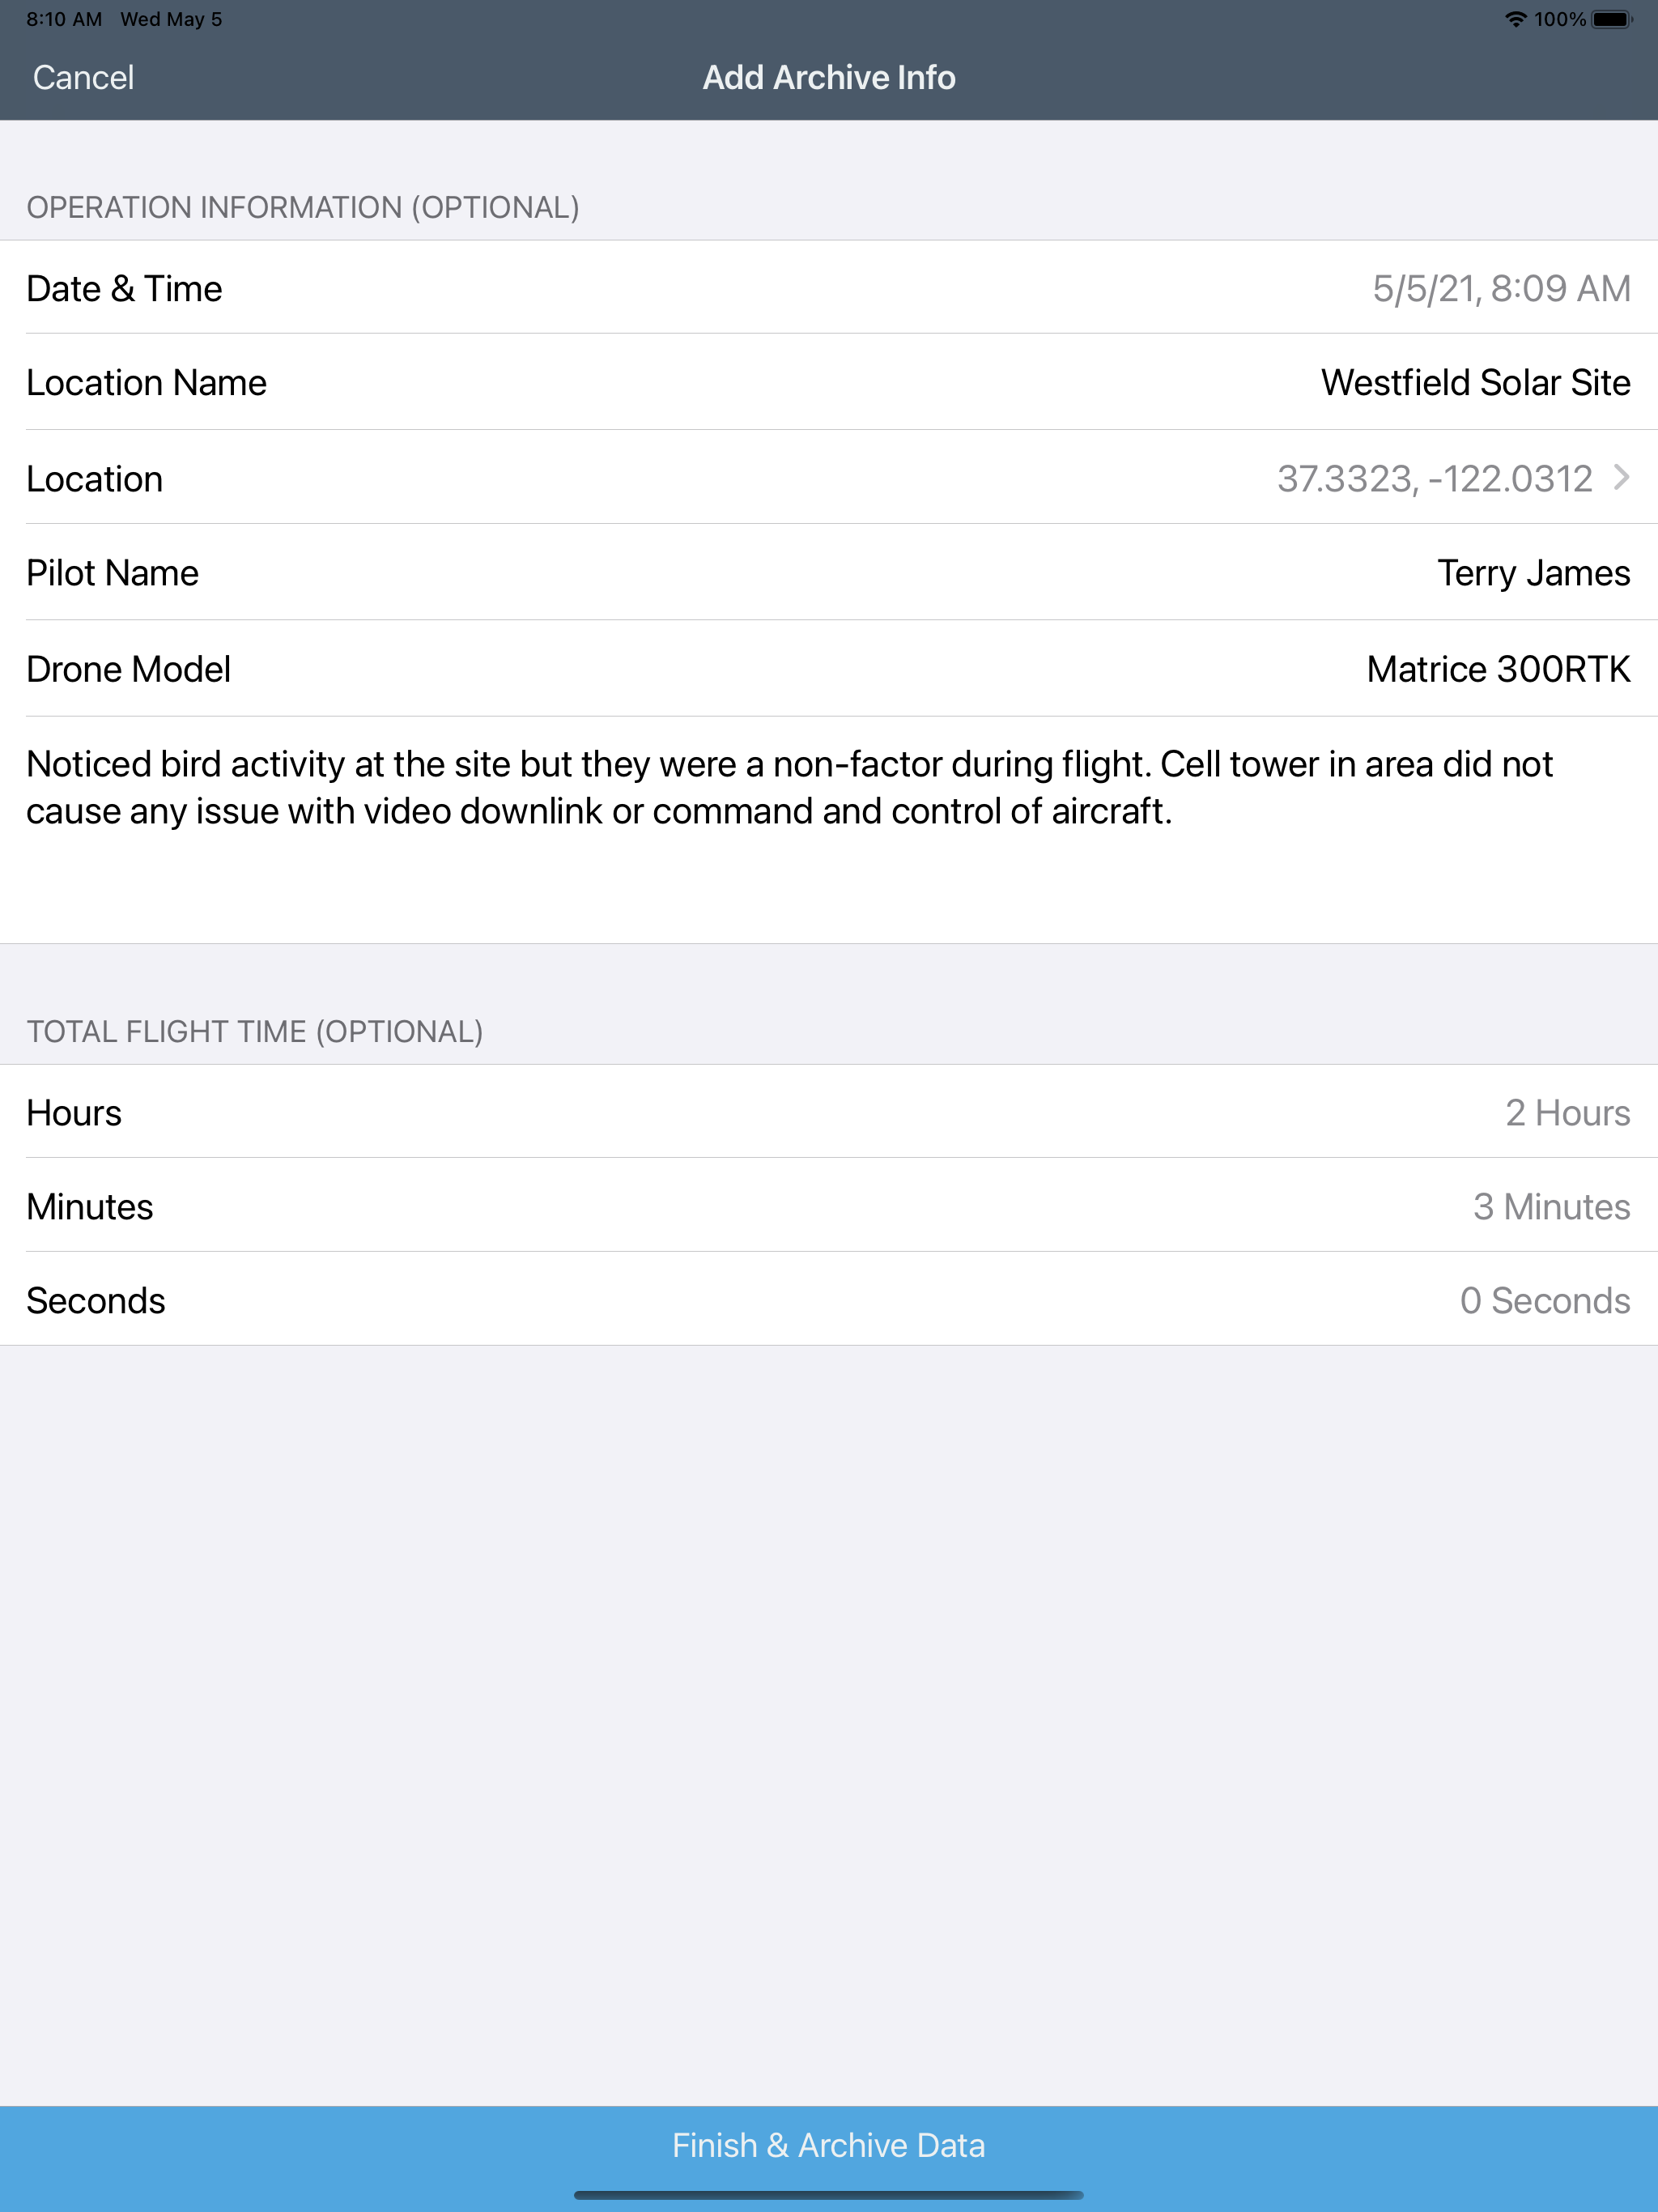 8:10 AM Wed May 5
100%
Cancel
Add Archive Info
OPERATION INFORMATION (OPTIONAL)
Date & Time
5/5/21, 8:09 AM
Location Name
Westfield Solar Site
Location
37.3323, -122.0312
Pilot Name
Terry James
Drone Model
Matrice 300RTK
Noticed bird activity at the site but they were a non-factor during flight. Cell tower in area did not
cause any issue with video downlink or command and control of aircraft.
TOTAL FLIGHT TIME (OPTIONAL)
Hours
2 Hours
Minutes
3 Minutes
Seconds
0 Seconds
Finish & Archive Data